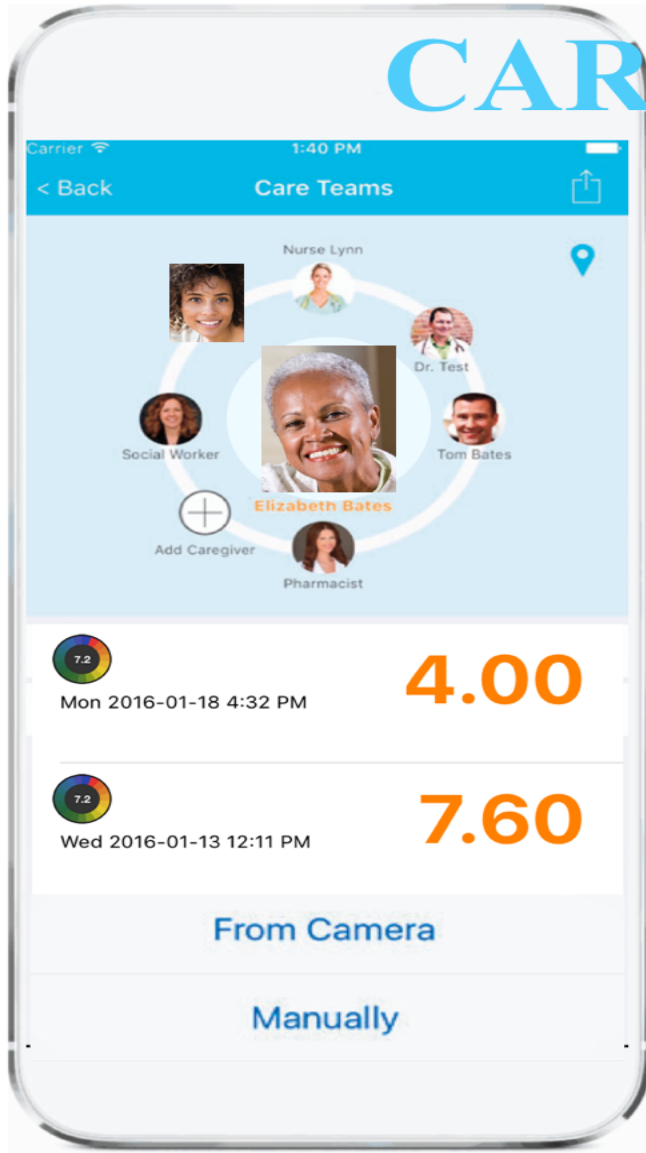 CAR
Carrier 1:40 PM
< Back Care Teams
Nurse Lynn
Dr. Test
Social Worker
Tom Bates
Elizabeth Bates
Add Caregiver
Pharmacist
7.2
4.00
Mon 2016-01-18 4:32 PM
7.2
7.60
Wed 2016-01-13 12:11 PM
From Camera
Manually